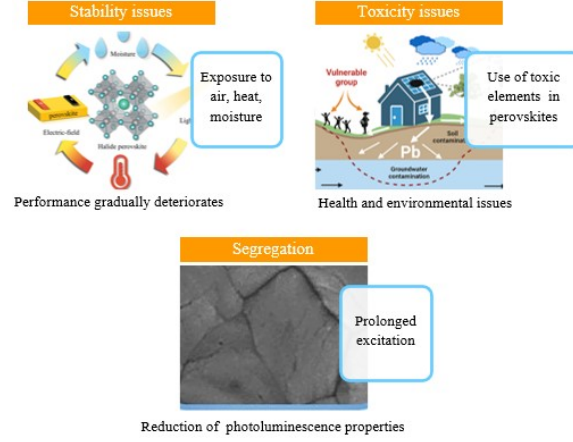 Stability issues
Moisture
perovskite
Electric-field
Halide perovskite
Exposure to
air, heat,
moisture
Performance gradually deteriorates
Toxicity issues
Vulnerable
group
Pb
Soil
contamination
Groundwater
contamination
Use of toxic
elements in
perovskites
Health and environmental issues
Segregation
Prolonged
excitation
Reduction of photoluminescence properties